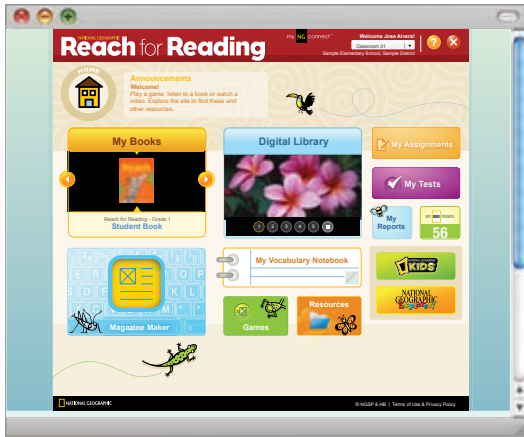 my NG connect
Welcome Jose Alvers!
NATIONAL GEOGRAPHIC
Reach for Reading
Classroom 01
?
Sample Elementary School, Sample District
HOME
Announcements
Welcome!
Play a game, listen to a book or watch a
video. Explore the site to find these and
other resources.
My Books
Reach for Reading - Grade 1
Student Book
Digital Library
1 2 3 4 5
My Assignments
My Tests
My Reports
56
NATIONAL GEOGRAPHIC
KIDS
NATIONAL
GEOGRAPHIC
Magazine Maker
My Vocabulary Notebook
Games
Resources
NATIONAL GEOGRAPHIC
© NGSP & HB | Terms of Use & Privacy Policy